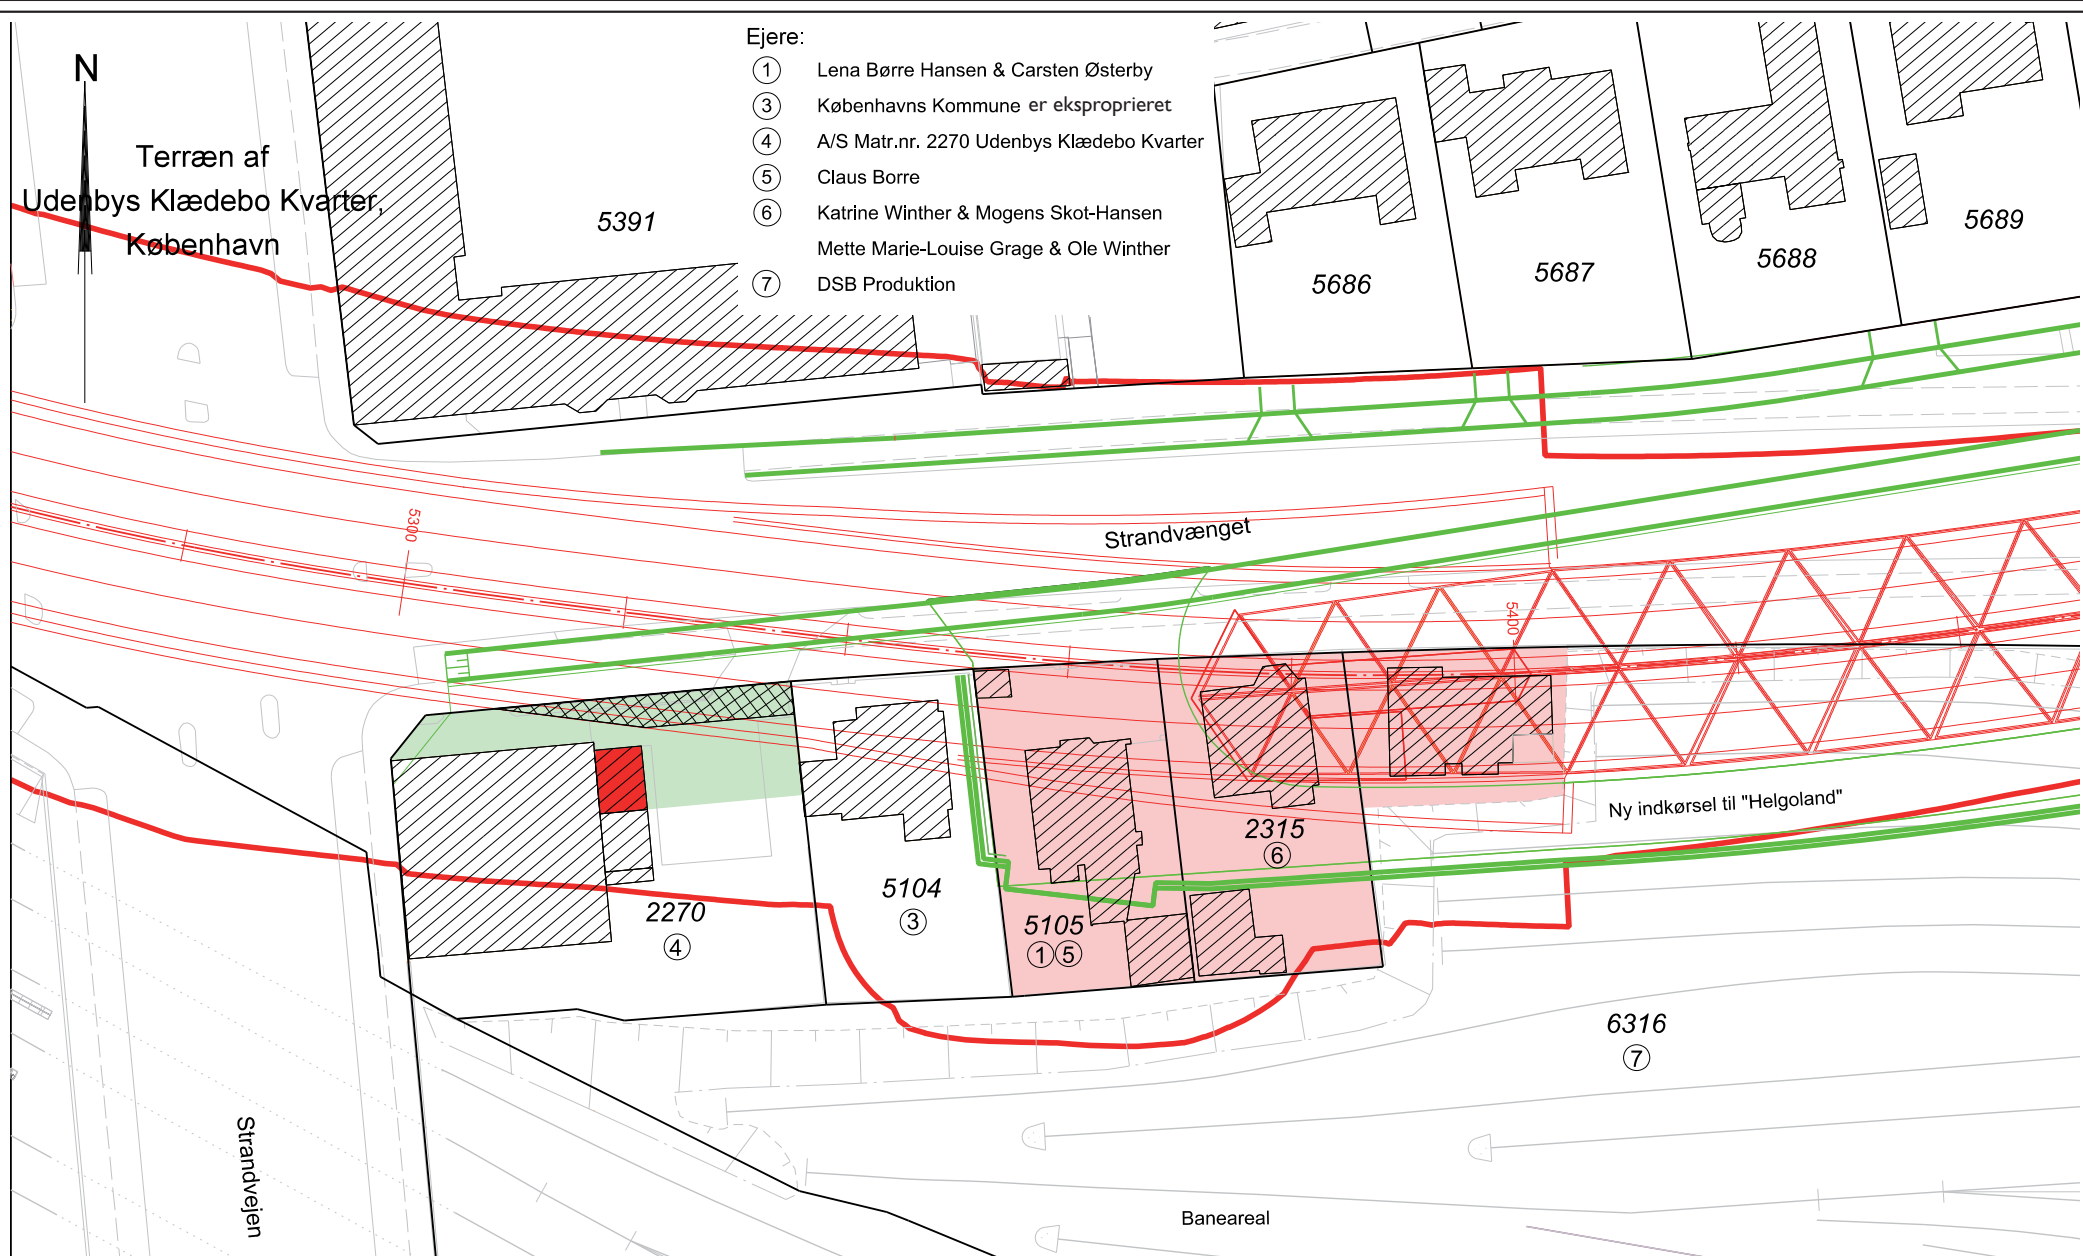 N
Terræn af
Udenbys Klædebo Kvarter,
København
Ejere:
1 Lena Børre Hansen & Carsten Østerby
3 Københavns Kommune er eksproprieret
4 A/S Matr.nr. 2270 Udenbys Klædebo Kvarter
5 Claus Borre
6 Katrine Winther & Mogens Skot-Hansen
Mette Marie-Louise Grage & Ole Winther
7 DSB Produktion
5391
5686
5687
5688
5689
5300
Strandvænget
5400
Ny indkørsel til "Helgoland"
2315
6
5104
3
2270
4
5105
1 5
6316
7
Strandvejen
Baneareal